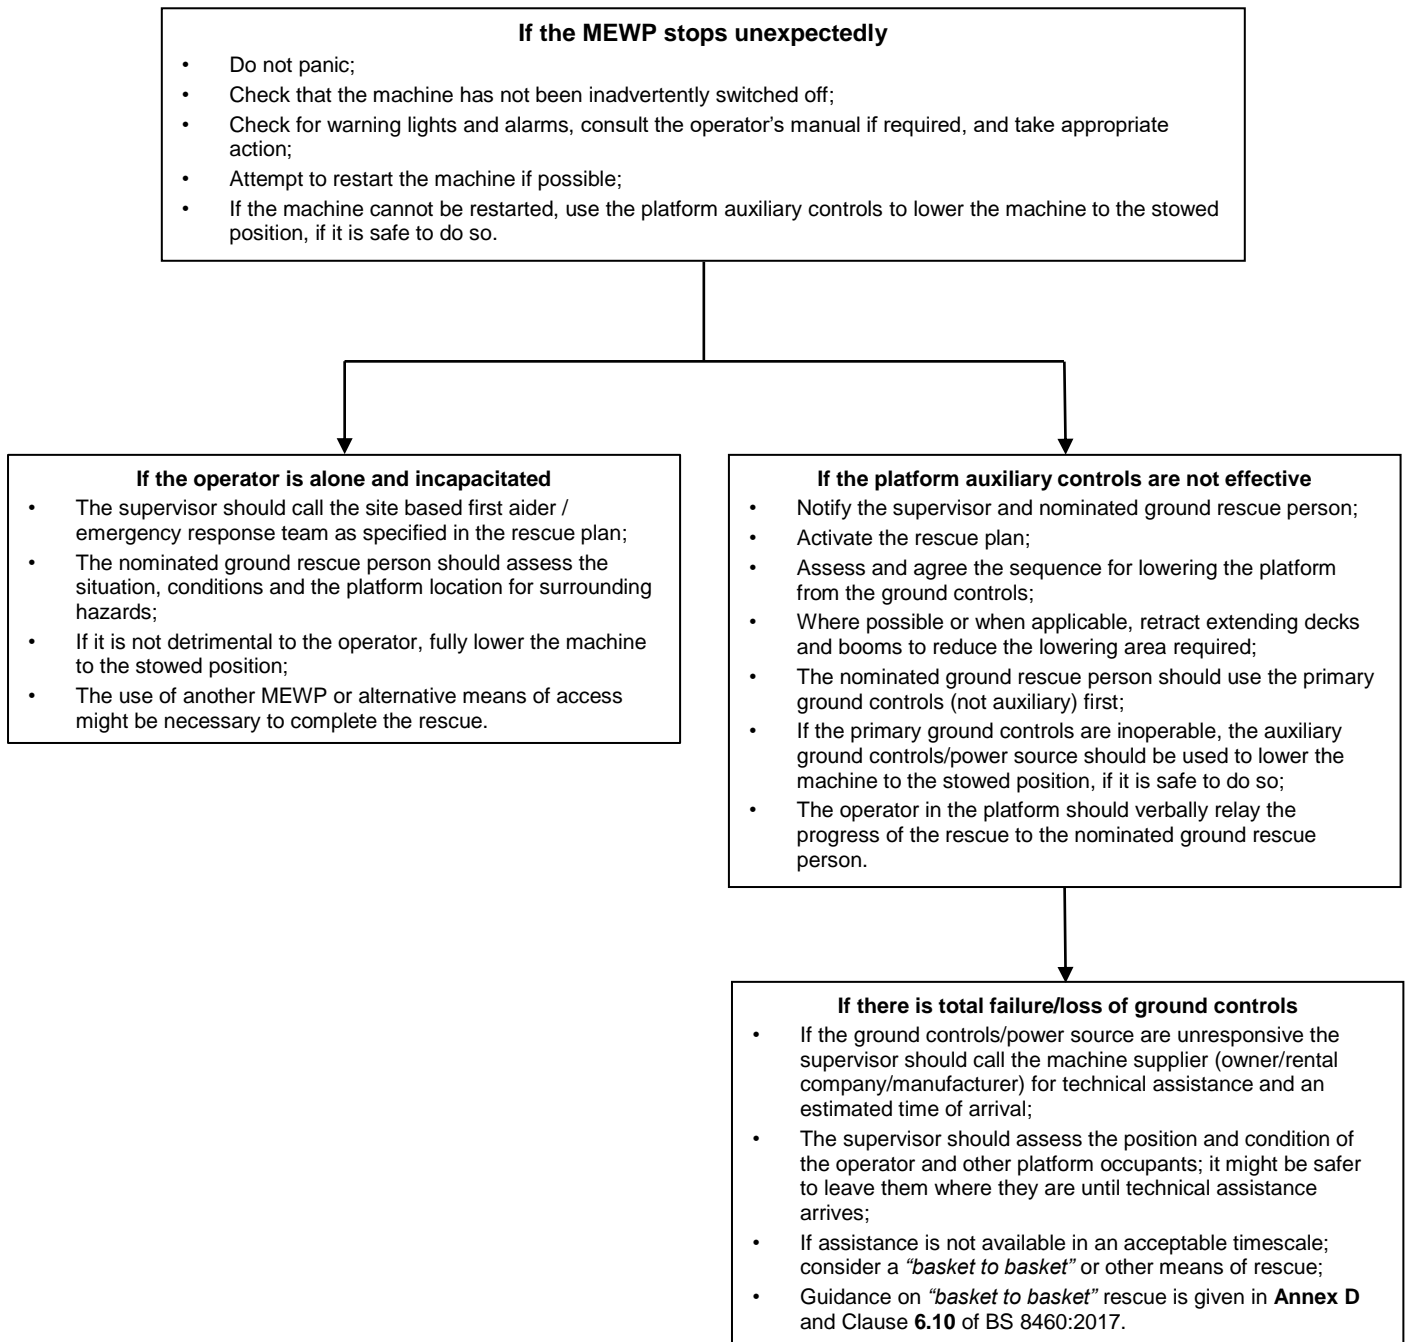 If the MEWP stops unexpectedly
• Do not panic;
• Check that the machine has not been inadvertently switched off;
• Check for warning lights and alarms, consult the operator's manual if required, and take appropriate
action;
• Attempt to restart the machine if possible;
• If the machine cannot be restarted, use the platform auxiliary controls to lower the machine to the stowed
position, if it is safe to do so.
If the operator is alone and incapacitated
• The supervisor should call the site based first aider /
emergency response team as specified in the rescue plan;
• The nominated ground rescue person should assess the
situation, conditions and the platform location for surrounding
hazards;
• If it is not detrimental to the operator, fully lower the machine
to the stowed position;
• The use of another MEWP or alternative means of access
might be necessary to complete the rescue.
If the platform auxiliary controls are not effective
• Notify the supervisor and nominated ground rescue person;
• Activate the rescue plan;
• Assess and agree the sequence for lowering the platform
from the ground controls;
• Where possible or when applicable, retract extending decks
and booms to reduce the lowering area required;
• The nominated ground rescue person should use the primary
ground controls (not auxiliary) first;
• If the primary ground controls are inoperable, the auxiliary
ground controls/power source should be used to lower the
machine to the stowed position, if it is safe to do so;
• The operator in the platform should verbally relay the
progress of the rescue to the nominated ground rescue
person.
If there is total failure/loss of ground controls
• If the ground controls/power source are unresponsive the
supervisor should call the machine supplier (owner/rental
company/manufacturer) for technical assistance and an
estimated time of arrival;
• The supervisor should assess the position and condition of
the operator and other platform occupants; it might be safer
to leave them where they are until technical assistance
arrives;
• If assistance is not available in an acceptable timescale;
consider a “basket to basket” or other means of rescue;
• Guidance on “basket to basket” rescue is given in Annex D
and Clause 6.10 of BS 8460:2017.